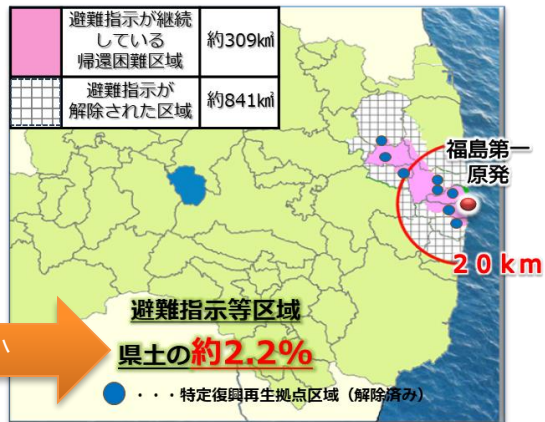 避難指示が継続
している
帰還困難区域
約309㎢
避難指示が
解除された区域
約841㎢
福島第一
原発
20km
避難指示等区域
県土の約2.2%
・・・特定復興再生拠点区域（解除済み）